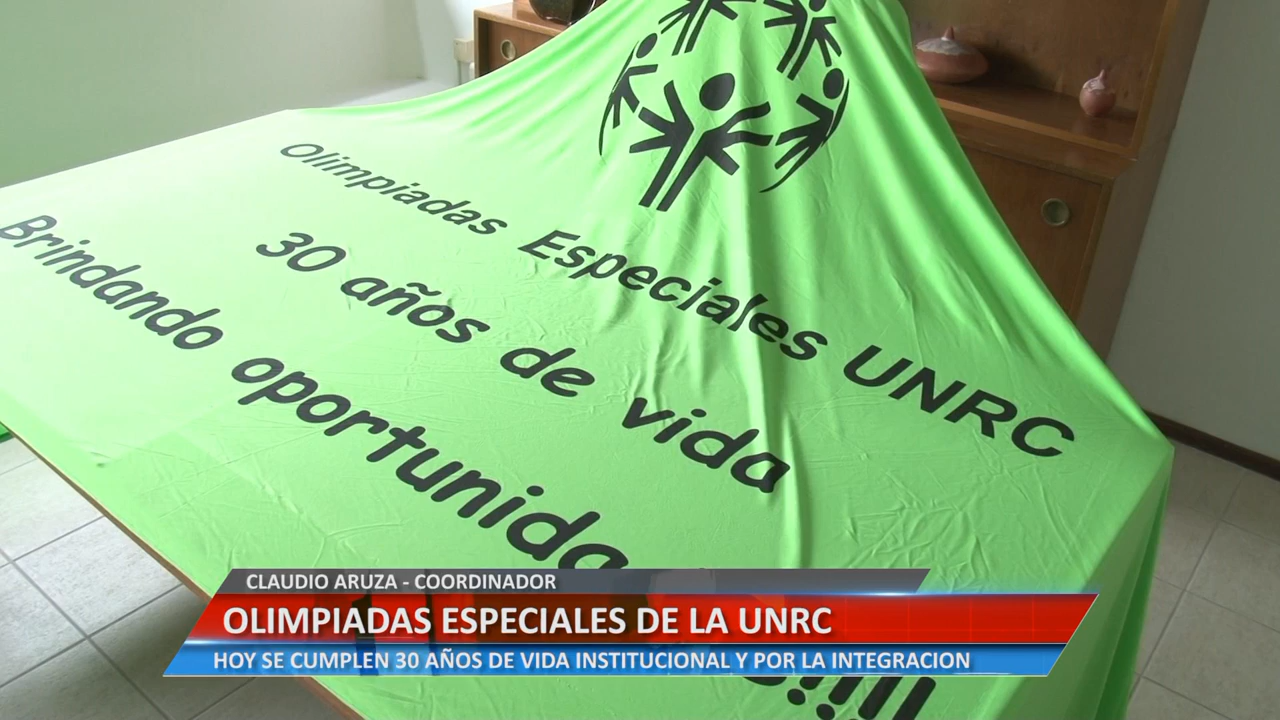 Olimpiadas Especiales UNRC
30 años de vida
Brindando
CLAUDIO ARUZA - COORDINADOR
OLIMPIADAS ESPECIALES DE LA UNRC
HOY SE CUMPLEN 30 AÑOS DE VIDA INSTITUCIONAL Y POR LA INTEGRACION